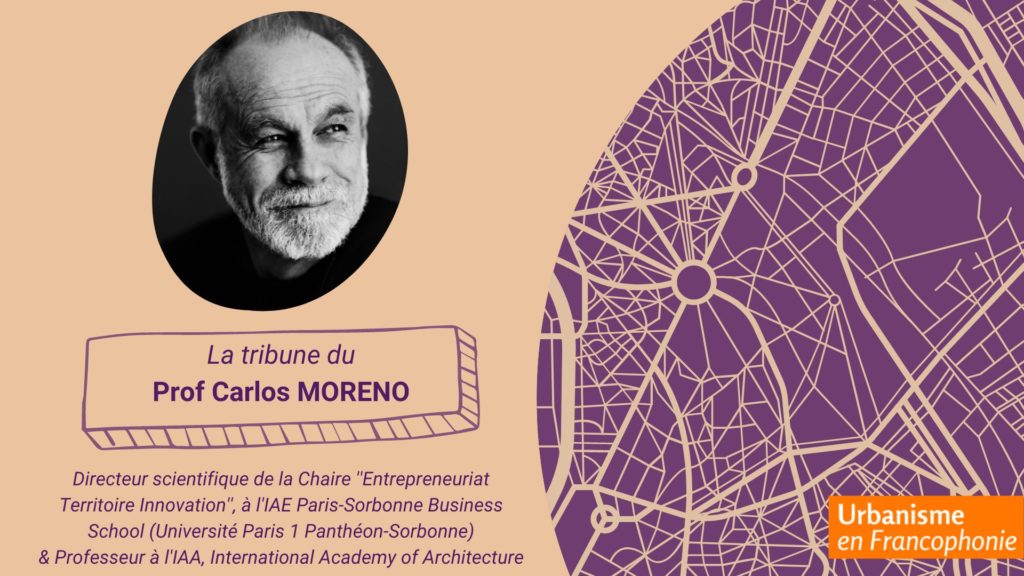 La tribune du
Prof Carlos MORENO
Directeur scientifique de la Chaire "Entrepreneuriat
Territoire Innovation", à l'IAE Paris-Sorbonne Business
School (Université Paris 1 Panthéon-Sorbonne)
& Professeur à l'IAA, International Academy of Architecture
Urbanisme
en Francophonie